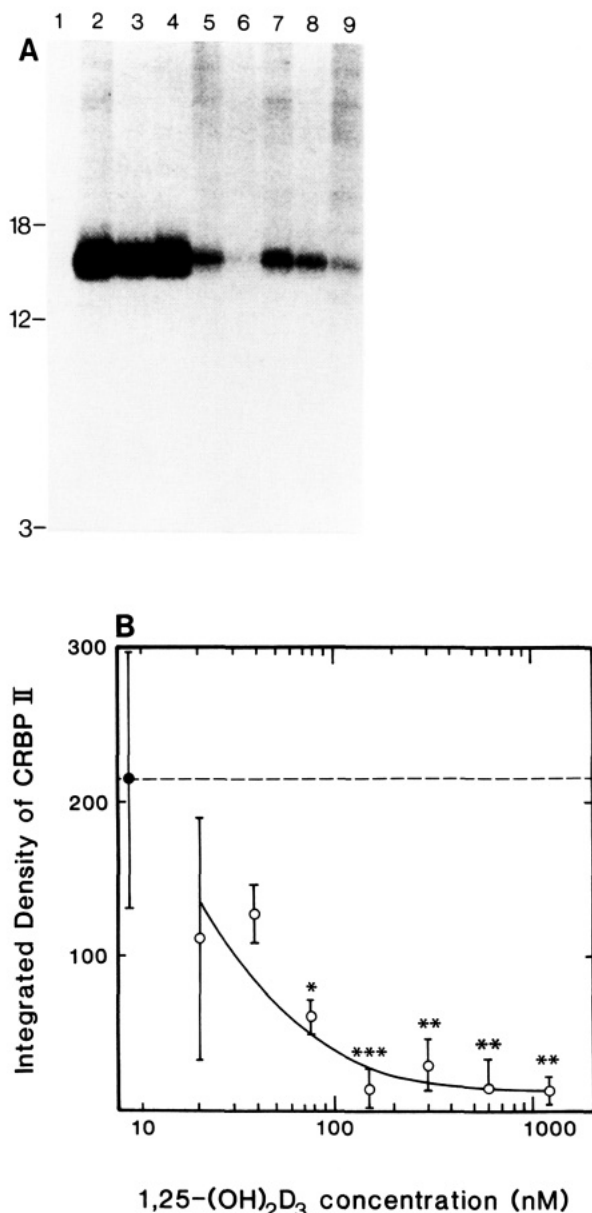 1 2 3 4 5 6 7 8 9
A
18
12
3
B
300
200
100
Integrated Density of CRBP II
*
***
**
**
**
10 100 1000
1,25-(OH)2D3 concentration (nM)